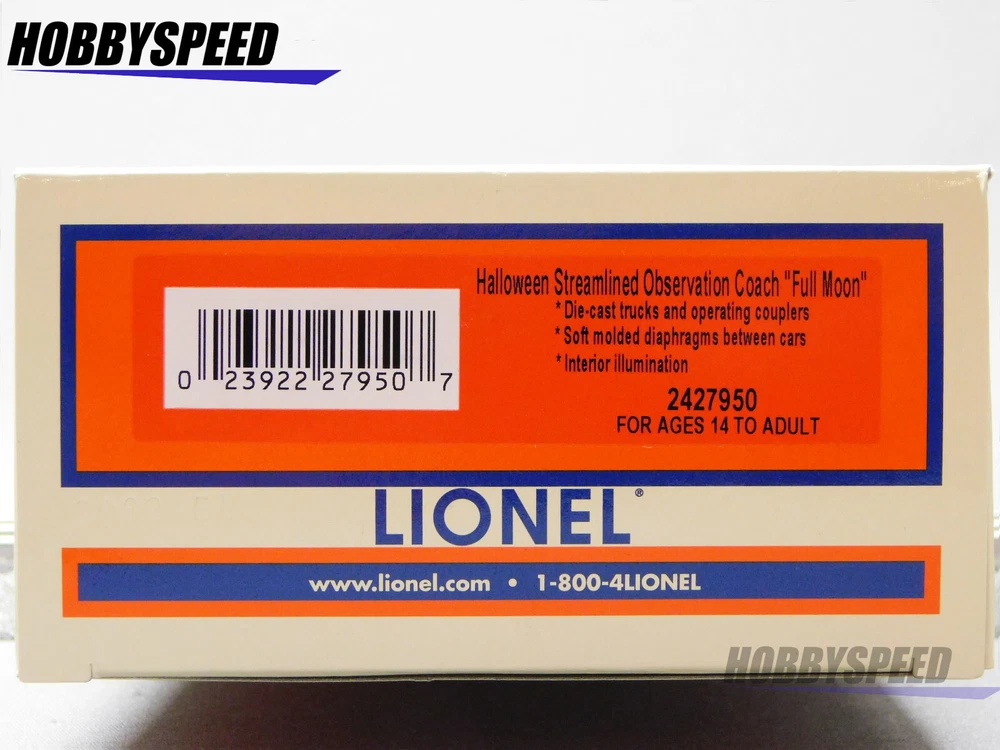 HOBBYSPEED
Halloween Streamlined Observation Coach "Full Moon"
* Die-cast trucks and operating couplers
* Soft molded diaphragms between cars
* Interior illumination
2427950
FOR AGES 14 TO ADULT
0 23922 27950 7
LIONEL®
www.lionel.com • 1-800-4LIONEL
HOBBYSPEED